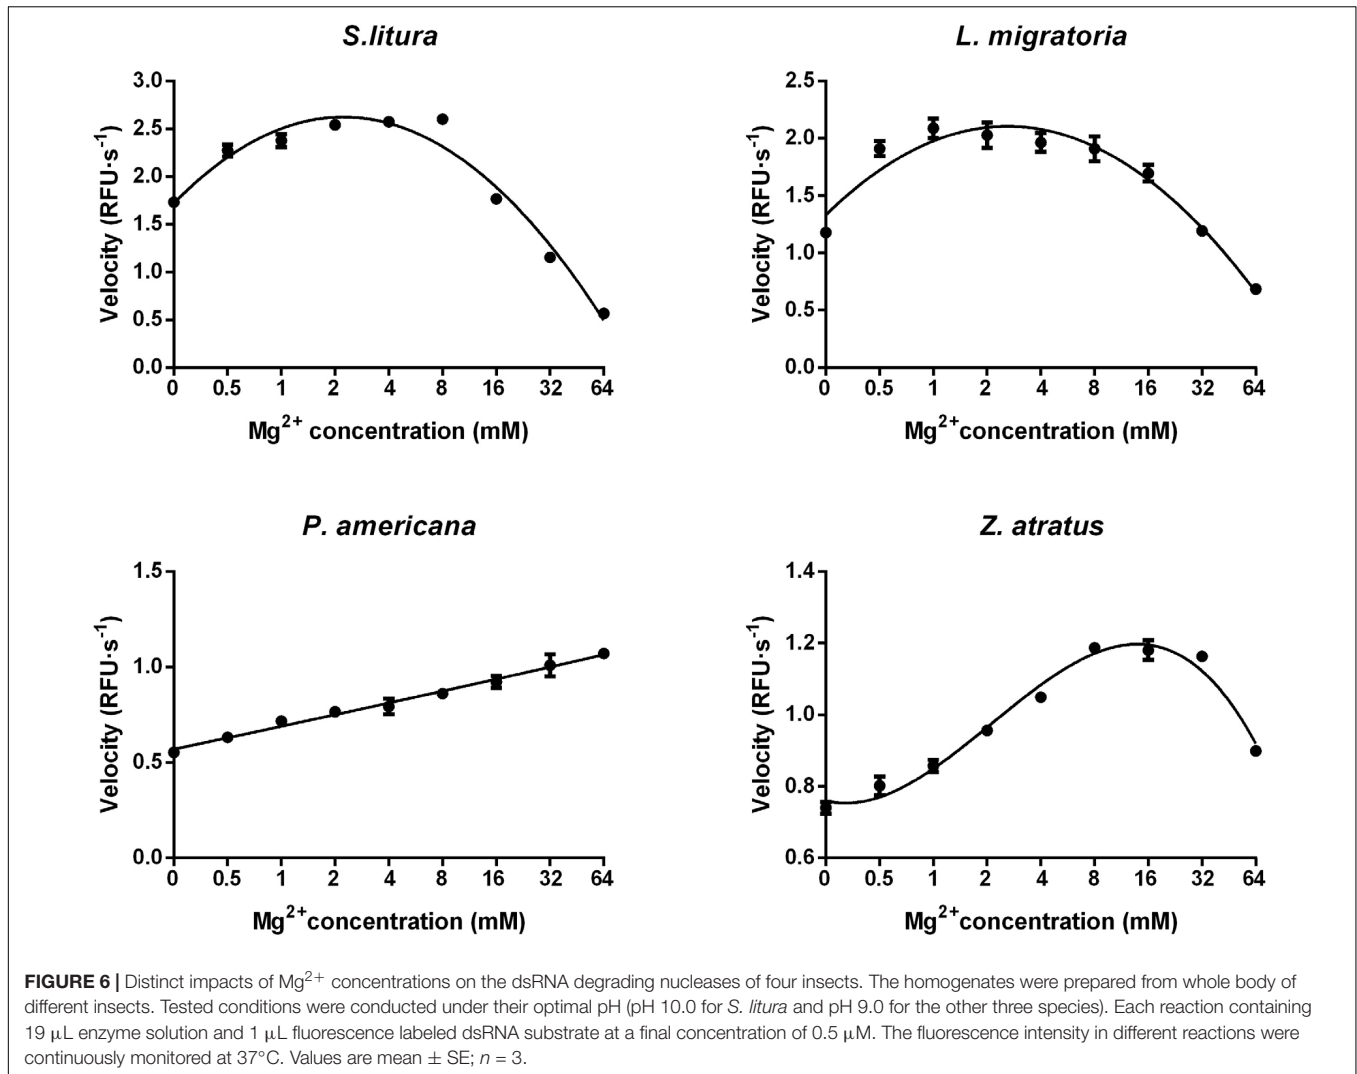 S.litura
3.0
2.5
2.0
1.5
1.0
0.5
0.0
Velocity (RFU·s⁻¹)
0 0.5 1 2 4 8 16 32 64
Mg²⁺ concentration (mM)
L. migratoria
2.5
2.0
1.5
1.0
0.5
0.0
Velocity (RFU·s⁻¹)
0 0.5 1 2 4 8 16 32 64
Mg²⁺concentration (mM)
P. americana
1.5
1.0
0.5
0.0
Velocity (RFU·s⁻¹)
0 0.5 1 2 4 8 16 32 64
Mg²⁺concentration (mM)
Z. atratus
1.4
1.2
1.0
0.8
0.6
Velocity (RFU·s⁻¹)
0 0.5 1 2 4 8 16 32 64
Mg²⁺concentration (mM)
FIGURE 6 | Distinct impacts of Mg²⁺ concentrations on the dsRNA degrading nucleases of four insects. The homogenates were prepared from whole body of
different insects. Tested conditions were conducted under their optimal pH (pH 10.0 for S. litura and pH 9.0 for the other three species). Each reaction containing
19 μL enzyme solution and 1 μL fluorescence labeled dsRNA substrate at a final concentration of 0.5 μM. The fluorescence intensity in different reactions were
continuously monitored at 37°C. Values are mean ± SE; n = 3.